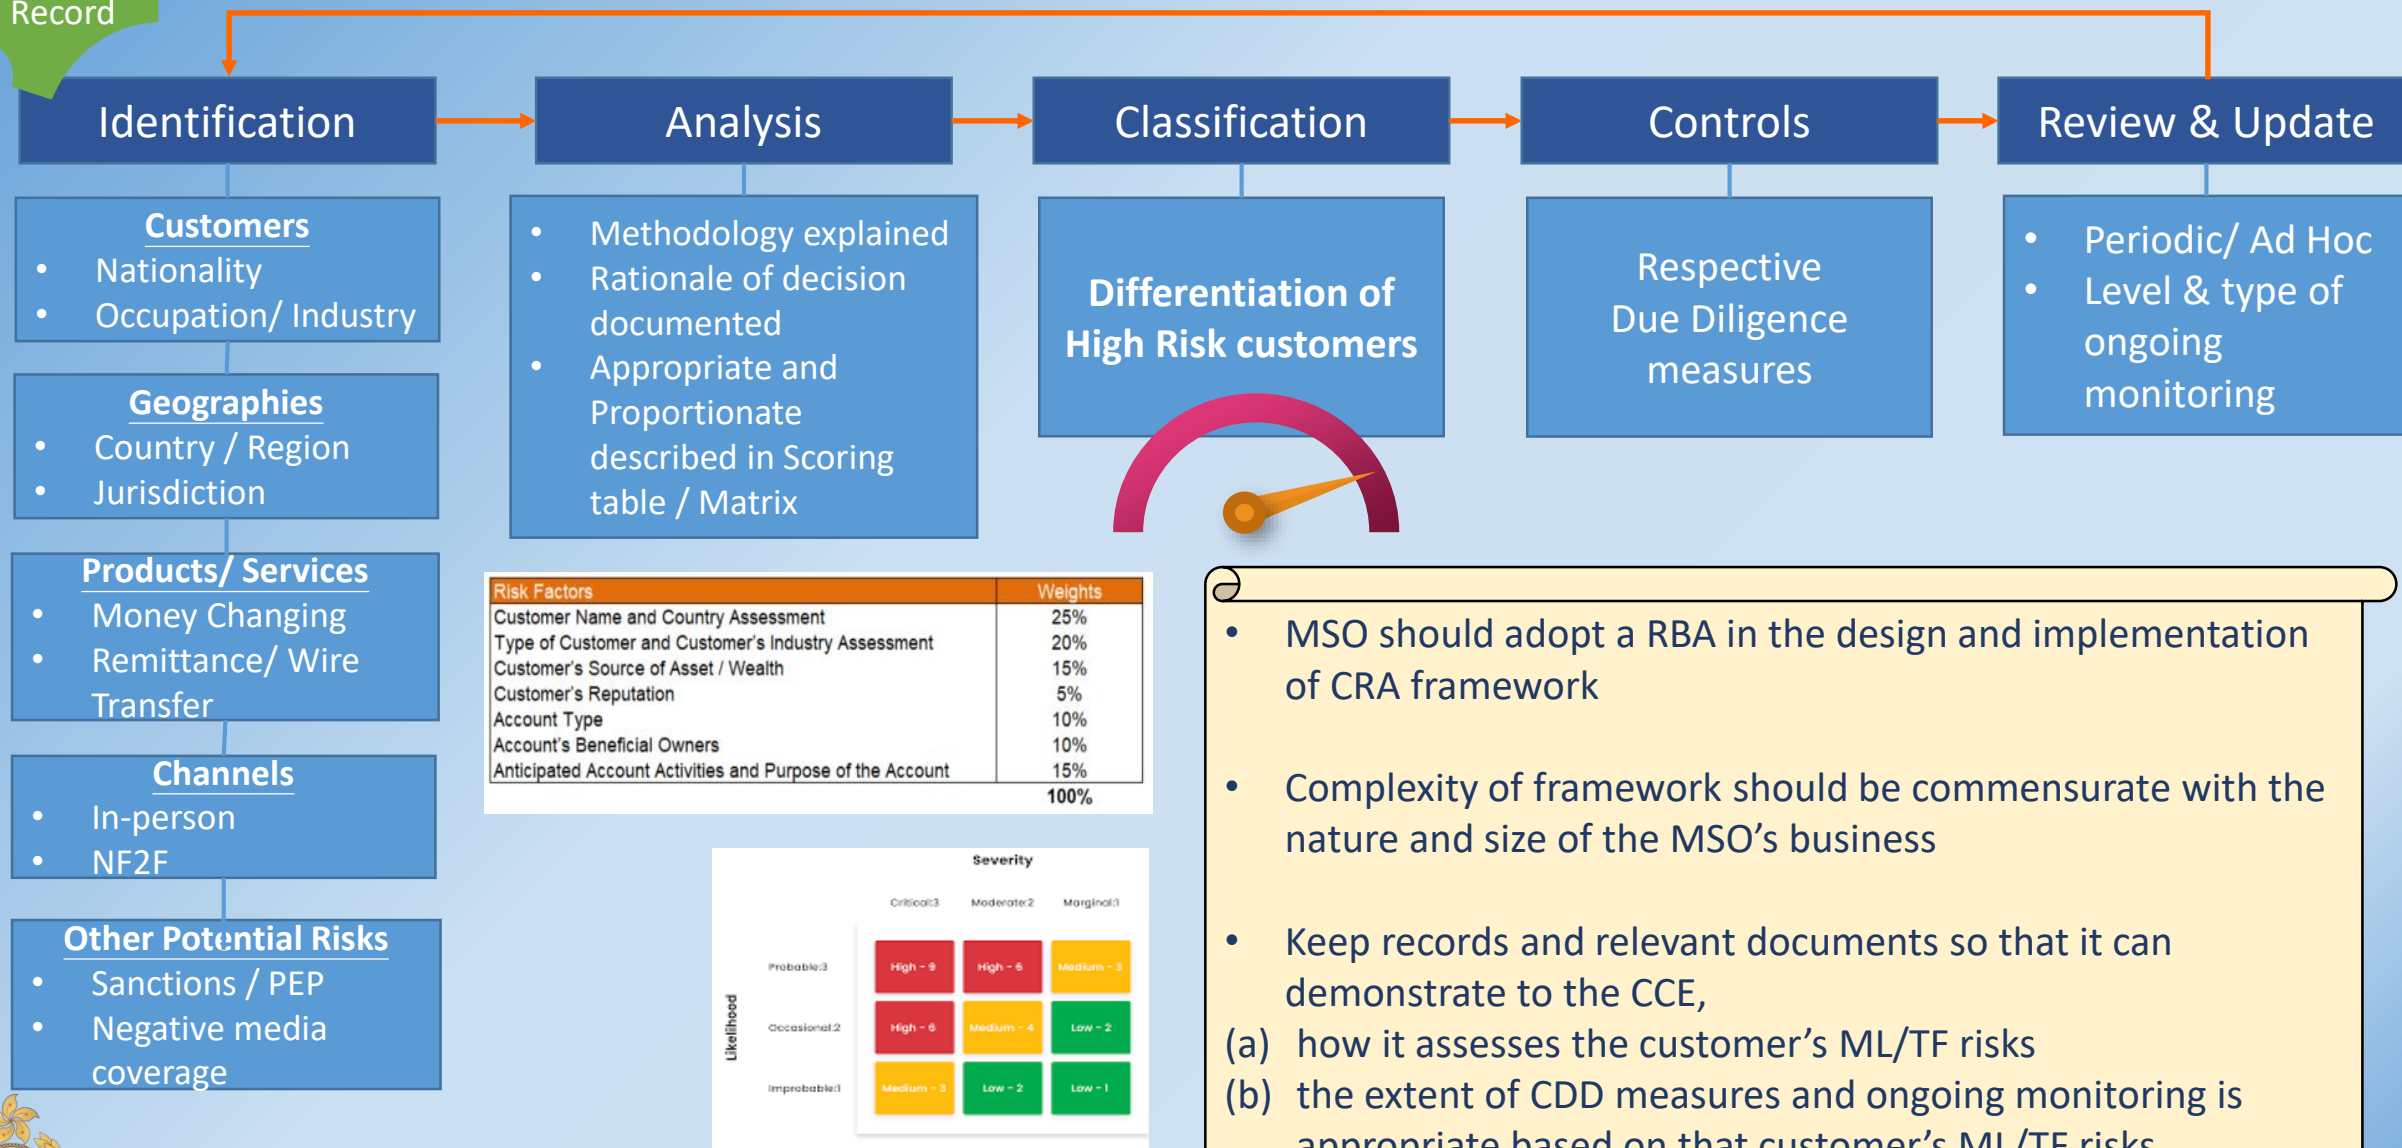 Record
Identification
Analysis
Classification
Controls
Review & Update
Customers
• Nationality
• Occupation/ Industry
Geographies
• Country / Region
• Jurisdiction
Products/ Services
• Money Changing
• Remittance/ Wire
Transfer
Channels
• In-person
• NF2F
Other Potential Risks
• Sanctions / PEP
• Negative media
coverage
• Methodology explained
• Rationale of decision
documented
• Appropriate and
Proportionate
described in Scoring
table / Matrix
Differentiation of
High Risk customers
Respective
Due Diligence
measures
• Periodic/ Ad Hoc
• Level & type of
ongoing
monitoring
Risk Factors Weights
Customer Name and Country Assessment 25%
Type of Customer and Customer's Industry Assessment 20%
Customer's Source of Asset / Wealth 15%
Customer's Reputation 5%
Account Type 10%
Account's Beneficial Owners 10%
Anticipated Account Activities and Purpose of the Account 15%
100%
Severity
Critical:3 Moderate:2 Marginal:1
Likelihood
Probable:3 High - 9 High - 6 Medium - 3
Occasional:2 High - 6 Medium - 4 Low - 2
Improbable:1 Medium - 3 Low - 2 Low - 1
• MSO should adopt a RBA in the design and implementation
of CRA framework
• Complexity of framework should be commensurate with the
nature and size of the MSO's business
• Keep records and relevant documents so that it can
demonstrate to the CCE,
(a) how it assesses the customer's ML/TF risks
(b) the extent of CDD measures and ongoing monitoring is
appropriate based on that customer's ML/TF risks